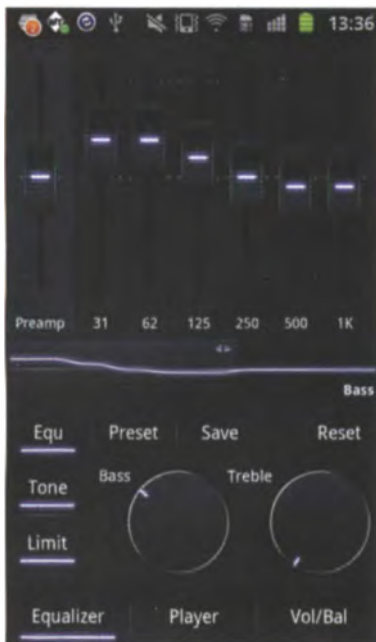 13:36
Preamp 31 62 125 250 500 1K
Bass
Equ Preset Save Reset
Tone Bass Treble
Limit
Equalizer Player Vol/Bal